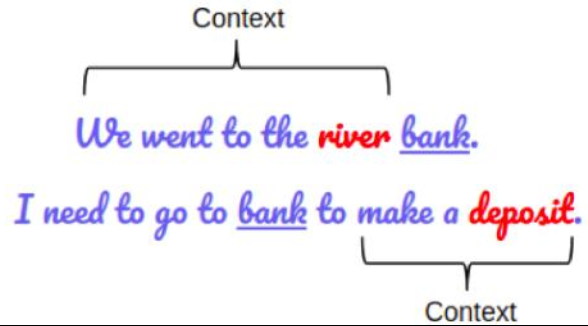 Context
We went to the river bank.
I need to go to bank to make a deposit.
Context